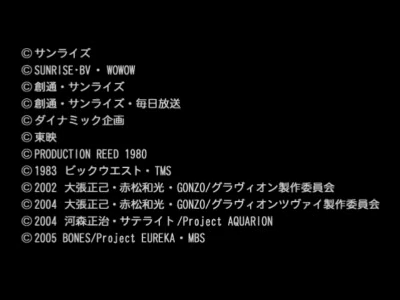 ©サンライズ
©SUNRISE・BV・WOWOW
©創通・サンライズ
©創通・サンライズ・毎日放送
©ダイナミック企画
©東映
©PRODUCTION REED 1980
©1983 ビックウエスト・TMS
©2002 大張正己・赤松和光・GONZO/グラヴィオン製作委員会
©2004 大張正己・赤松和光・GONZO/グラヴィオンツヴァイ製作委員会
©2004 河森正治・サテライト/Project AQUARION
©2005 BONES/Project EUREKA・MBS